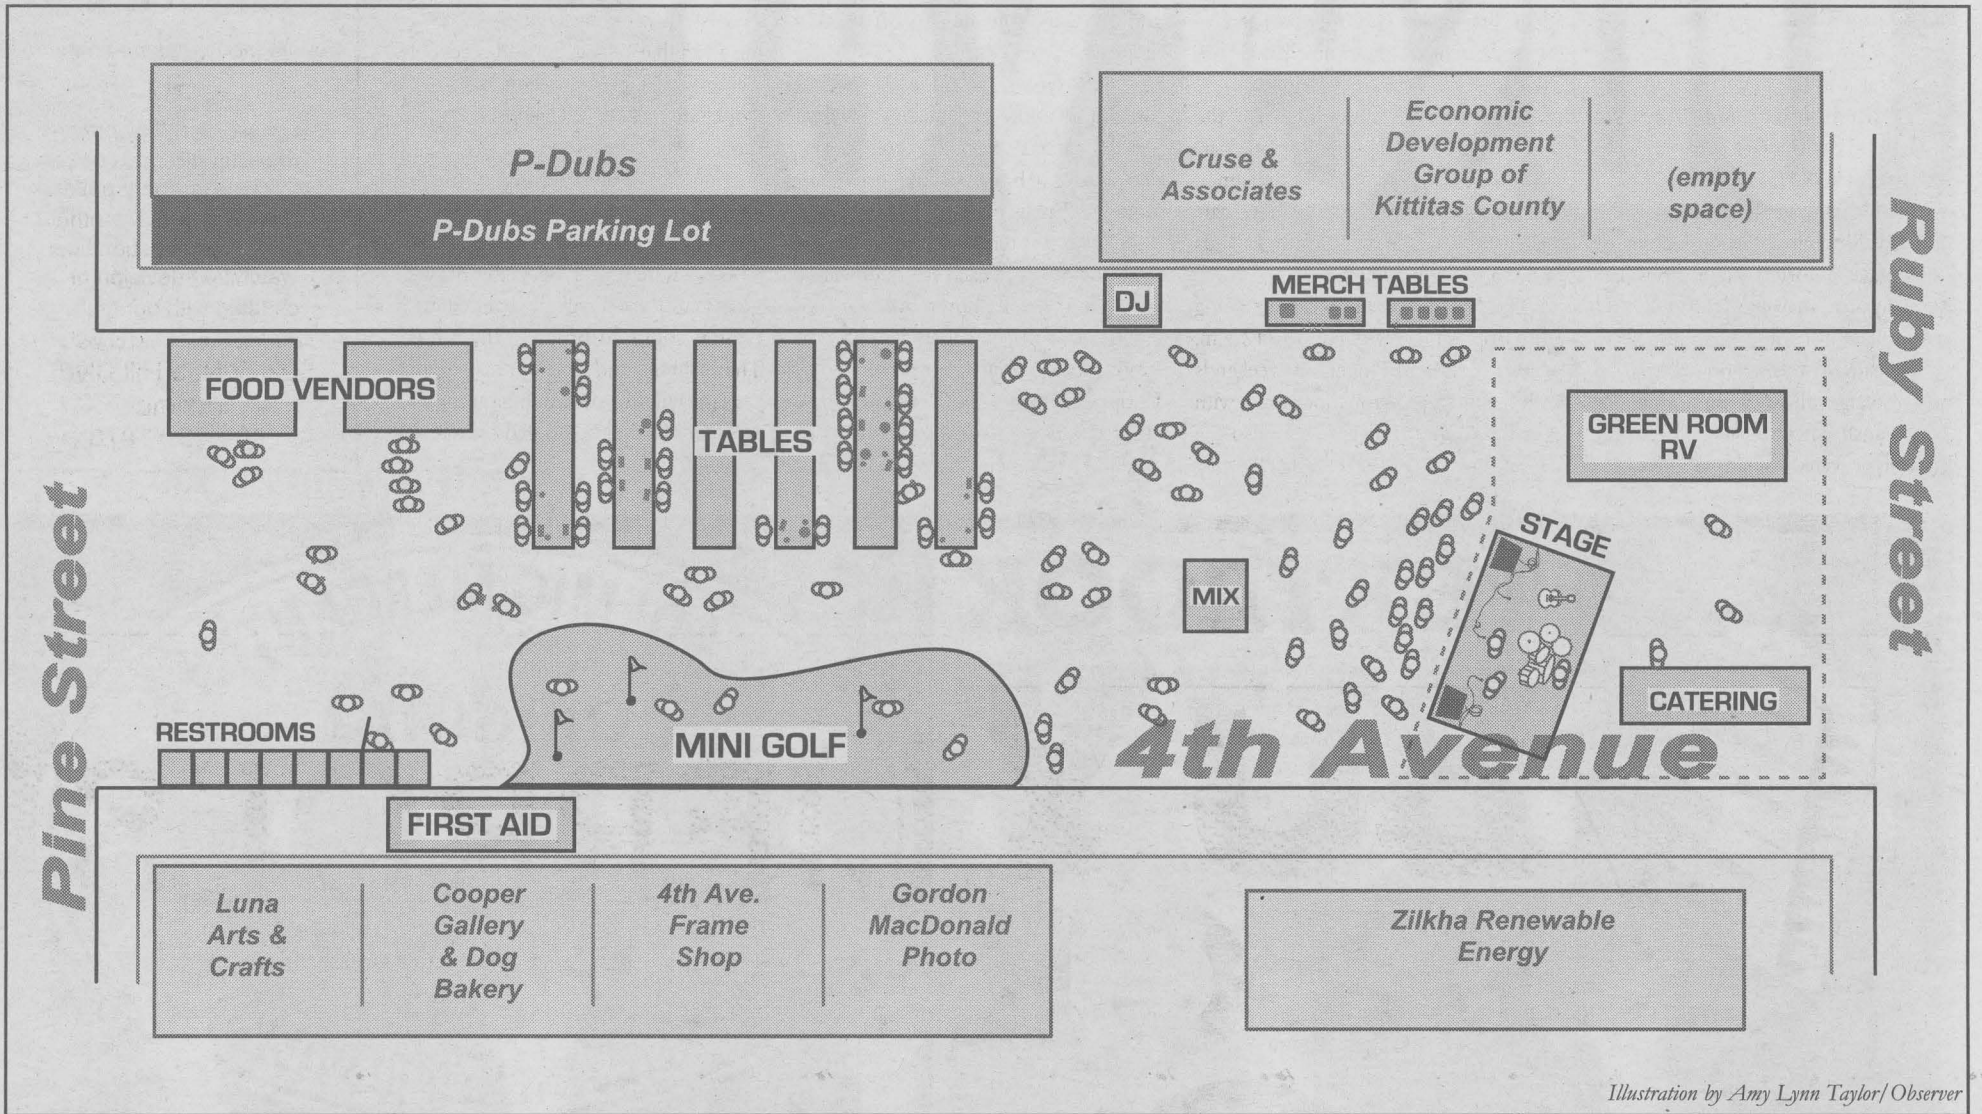 P-Dubs
P-Dubs Parking Lot
Cruse &
Associates
Economic
Development
Group of
Kittitas County
(empty
space)
DJ
MERCH TABLES
Ruby Street
FOOD VENDORS
TABLES
GREEN ROOM
RV
STAGE
MIX
Pine Street
RESTROOMS
MINI GOLF
CATERING
4th Avenue
FIRST AID
Luna
Arts &
Crafts
Cooper
Gallery
& Dog
Bakery
4th Ave.
Frame
Shop
Gordon
MacDonald
Photo
Zilkha Renewable
Energy
Illustration by Amy Lynn Taylor/Observer